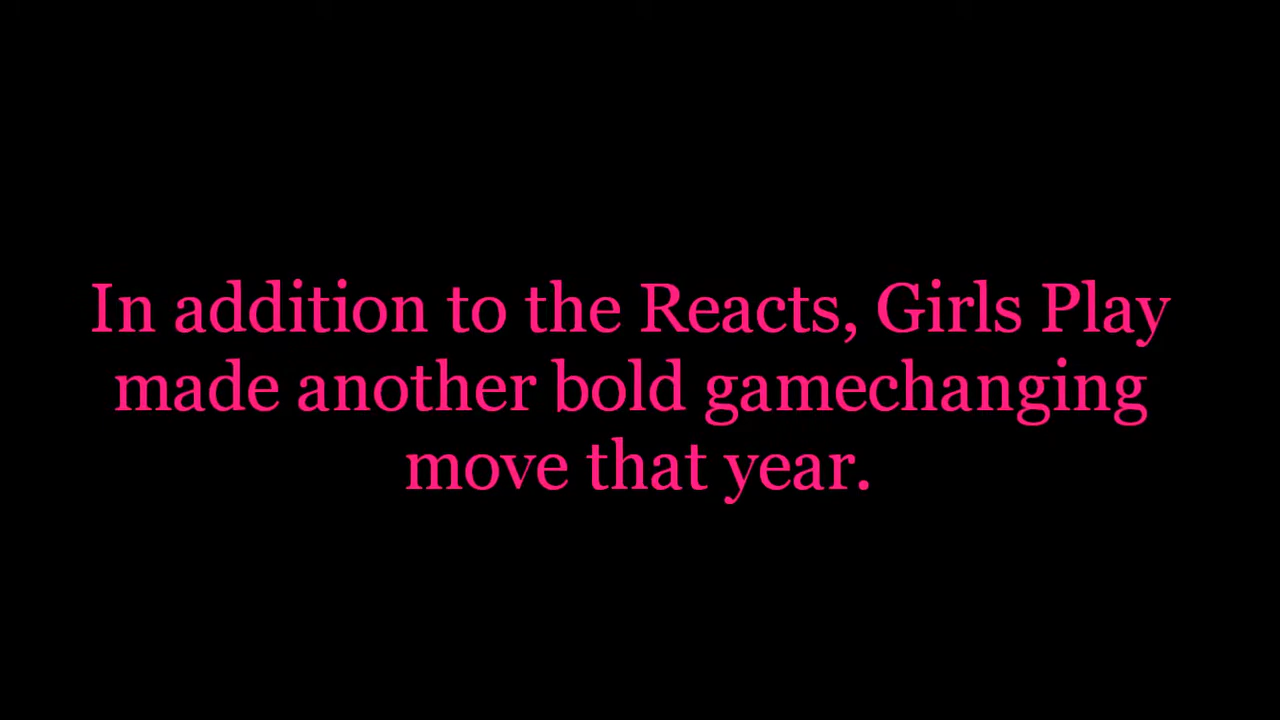 In addition to the Reacts, Girls Play
made another bold gamechanging
move that year.